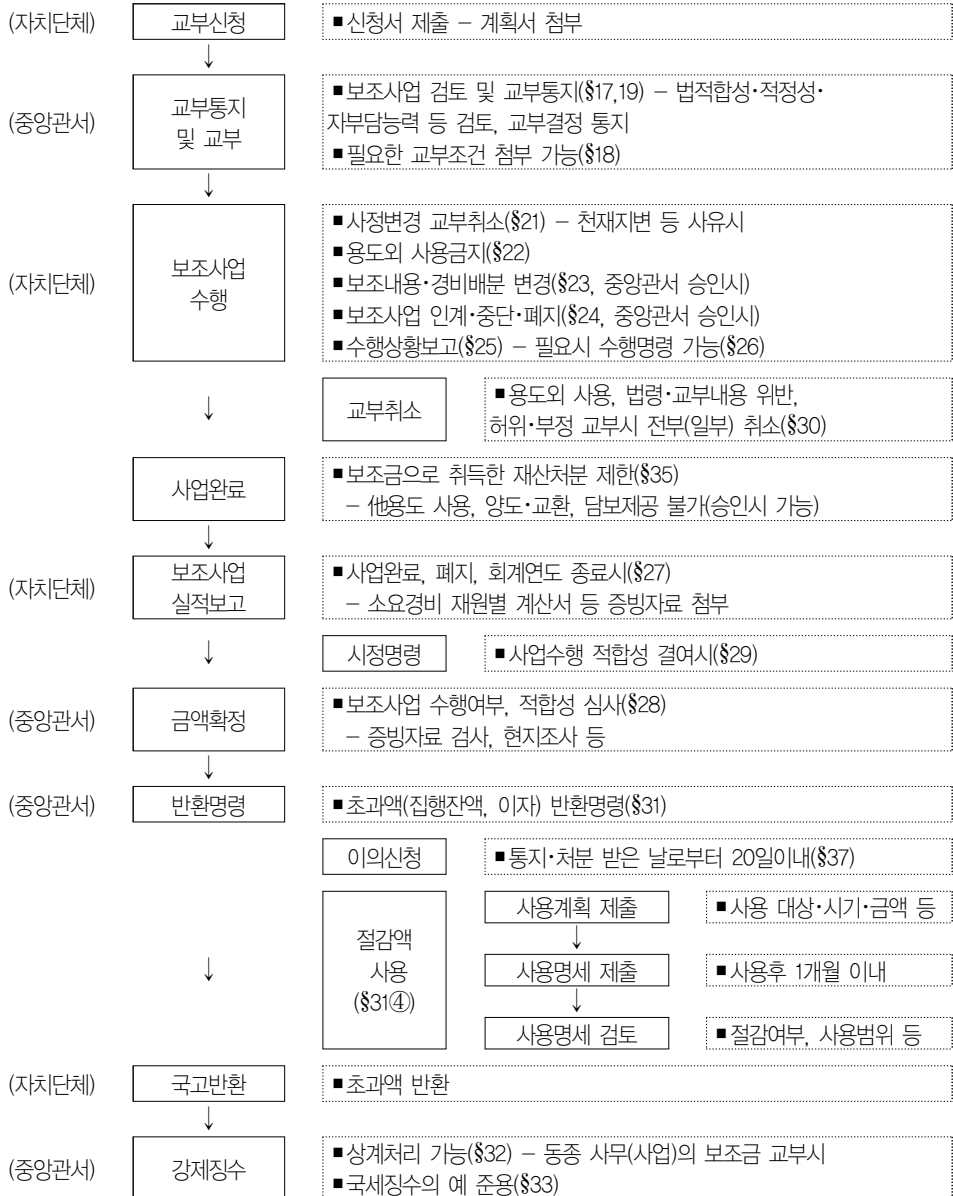 (자치단체) 교부신청 ▪신청서 제출 – 계획서 첨부
↓
(중앙관서) 교부통지 및 교부
▪보조사업 검토 및 교부통지(§17,19) – 법적합성·적정성·
자부담능력 등 검토, 교부결정 통지
▪필요한 교부조건 첨부 가능(§18)
↓
(자치단체) 보조사업 수행
▪사정변경 교부취소(§21) – 천재지변 등 사유시
▪용도외 사용금지(§22)
▪보조내용·경비배분 변경(§23, 중앙관서 승인시)
▪보조사업 인계·중단·폐지(§24, 중앙관서 승인시)
▪수행상황보고(§25) – 필요시 수행명령 가능(§26)
↓
교부취소
▪용도외 사용, 법령·교부내용 위반,
허위·부정 교부시 전부(일부) 취소(§30)
사업완료
▪보조금으로 취득한 재산처분 제한(§35)
– 他용도 사용, 양도·교환, 담보제공 불가(승인시 가능)
↓
(자치단체) 보조사업 실적보고
▪사업완료, 폐지, 회계연도 종료시(§27)
– 소요경비 재원별 계산서 등 증빙자료 첨부
↓
시정명령 ▪사업수행 적합성 결여시(§29)
(중앙관서) 금액확정
▪보조사업 수행여부, 적합성 심사(§28)
– 증빙자료 검사, 현지조사 등
↓
(중앙관서) 반환명령 ▪초과액(집행잔액, 이자) 반환명령(§31)
이의신청 ▪통지·처분 받은 날로부터 20일이내(§37)
↓
절감액
사용
(§31④)
사용계획 제출 ▪사용 대상·시기·금액 등
↓
사용명세 제출 ▪사용후 1개월 이내
↓
사용명세 검토 ▪절감여부, 사용범위 등
(자치단체) 국고반환 ▪초과액 반환
↓
(중앙관서) 강제징수
▪상계처리 가능(§32) – 동종 사무(사업)의 보조금 교부시
▪국세징수의 예 준용(§33)